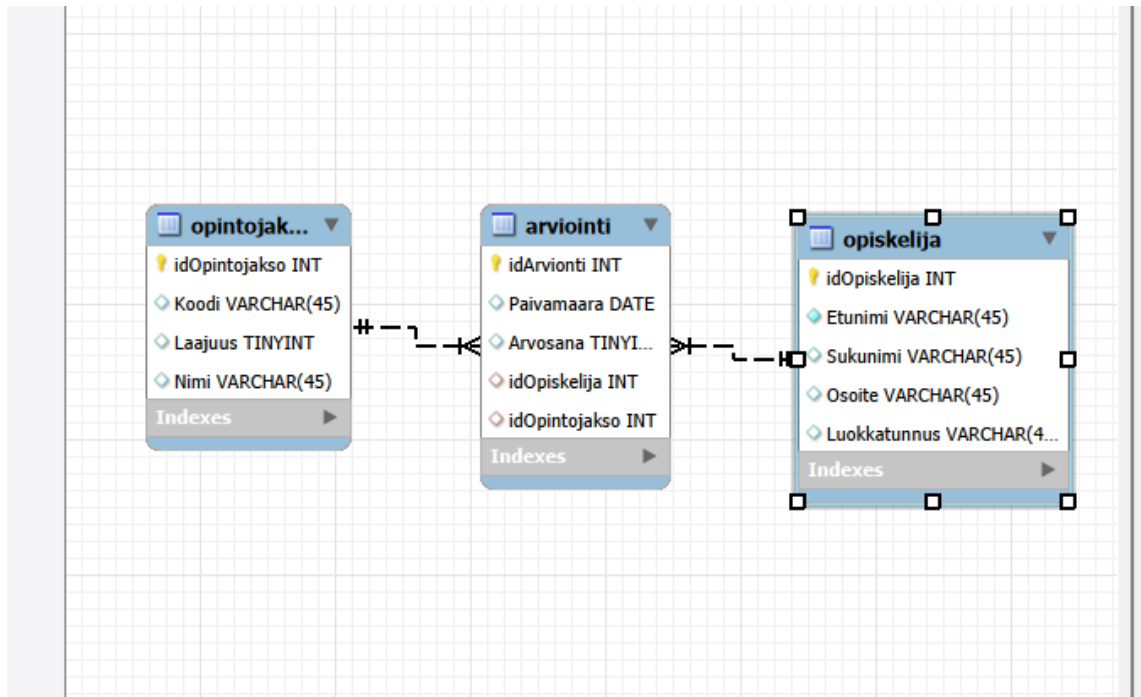 opintojak...
idOpintojakso INT
Koodi VARCHAR(45)
Laajuus TINYINT
Nimi VARCHAR(45)
Indexes
arviointi
idArvionti INT
Paivamaara DATE
Arvosana TINYI...
idOpiskelija INT
idOpintojakso INT
Indexes
opiskelija
idOpiskelija INT
Etunimi VARCHAR(45)
Sukunimi VARCHAR(45)
Osoite VARCHAR(45)
Luokkatunnus VARCHAR(4...
Indexes